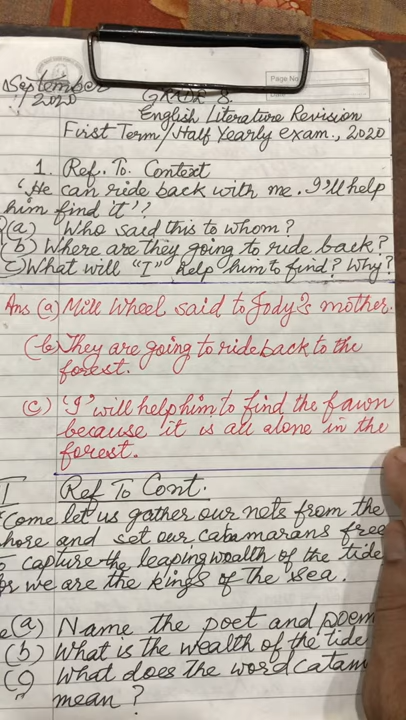 September
2020
Page No
Date
GRADE-8.
English Literature Revision
First Term/Half Yearly exam., 2020
1. Ref. To. Context
'He can ride back with me. I'll help
him find it'?
(a) Who said this to whom?
(b) Where are they going to ride back?
(c) What will "I" help him to find? Why?
Ans (a) Mill Wheel said to Jody's mother.
(b) They are going to ride back to the
forest.
(c) 'I' will help him to find the fawn
because it is all alone in the
forest.
I Ref To Cont.
Come let us gather our nets from the
hore and set our catamarans free
o capture the leaping wealth of the tide
or we are the kings of the sea.
(a) Name the poet and poem
(b) What is the wealth of the tide
(c) What does the word catam
mean?